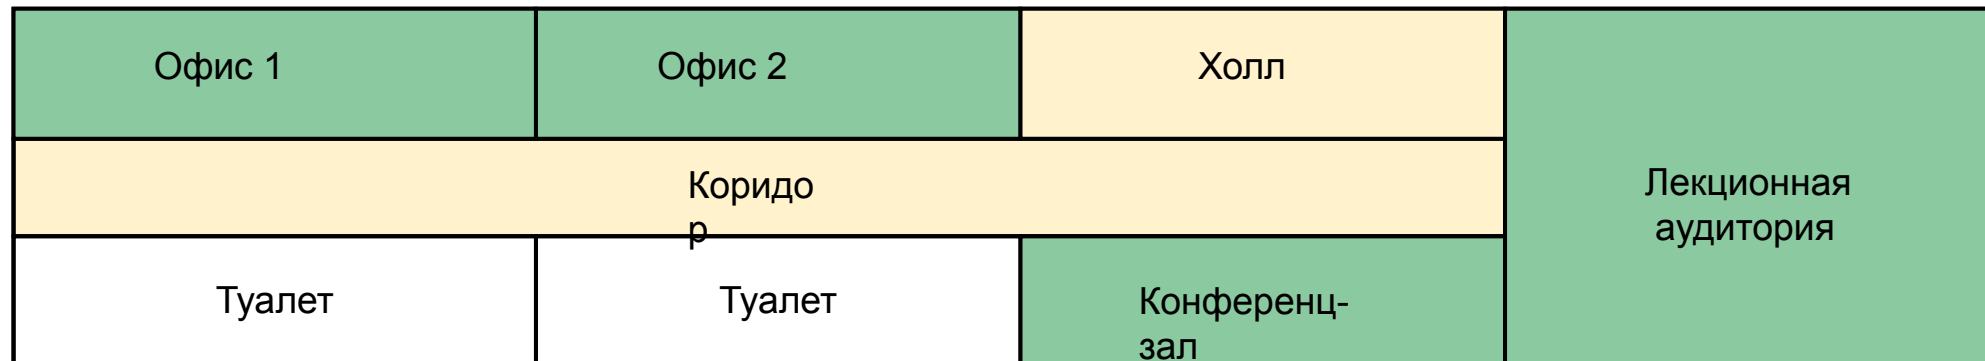 Офис 1
Офис 2
Холл
Коридо
р
Лекционная
аудитория
Туалет
Туалет
Конференц-
зал